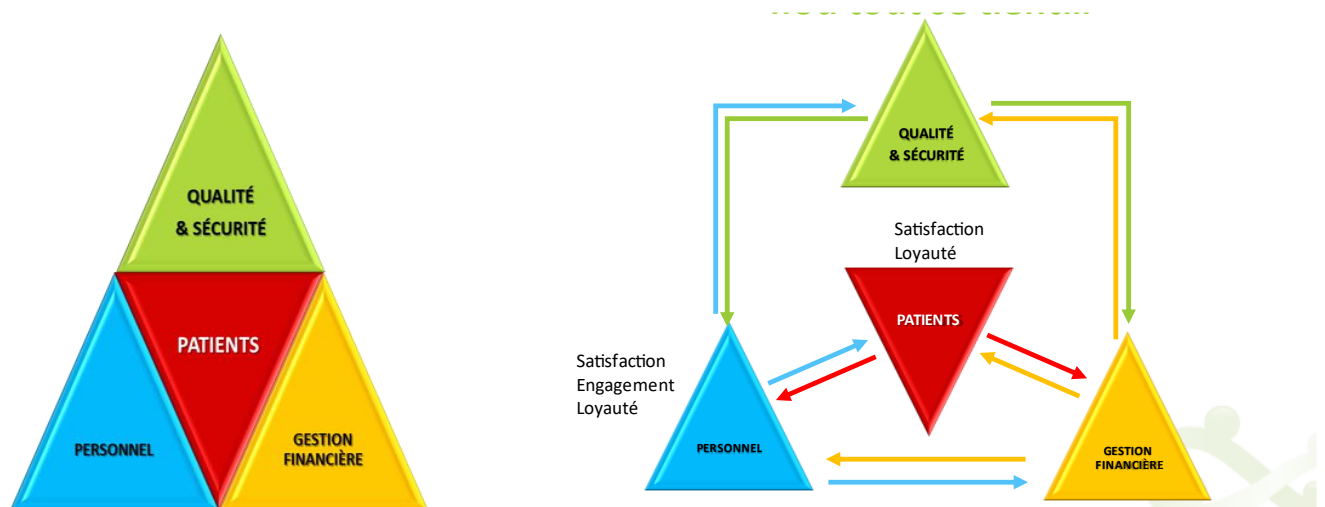 QUALITÉ
& SÉCURITÉ
PATIENTS
PERSONNEL
GESTION
FINANCIÈRE
QUALITÉ
& SÉCURITÉ
Satisfaction
Loyauté
PATIENTS
Satisfaction
Engagement
Loyauté
PERSONNEL
GESTION
FINANCIÈRE